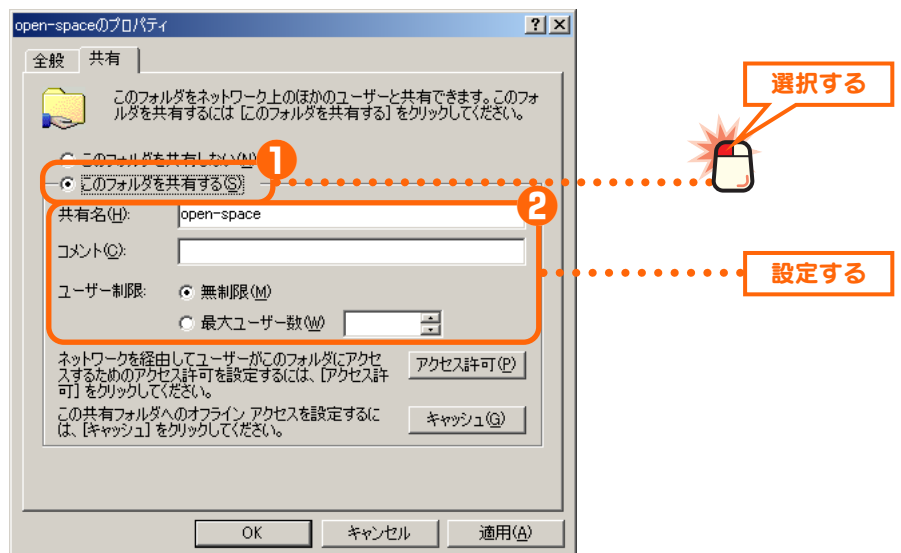 open-spaceのプロパティ
全般 共有
このフォルダをネットワーク上のほかのユーザーと共有できます。このフォ
ルダを共有するには [このフォルダを共有する] をクリックしてください。
選択する
このフォルダを共有しない(N)
1
このフォルダを共有する(S)
2
共有名(H): open-space
コメント(C):
設定する
ユーザー制限: 無制限(M)
最大ユーザー数(W)
ネットワークを経由してユーザーがこのフォルダにアクセ
スするためのアクセス許可を設定するには、[アクセス許
可] をクリックしてください。
アクセス許可(P)
この共有フォルダへのオフライン アクセスを設定するに
は、[キャッシュ] をクリックしてください。
キャッシュ(G)
OK キャンセル 適用(A)